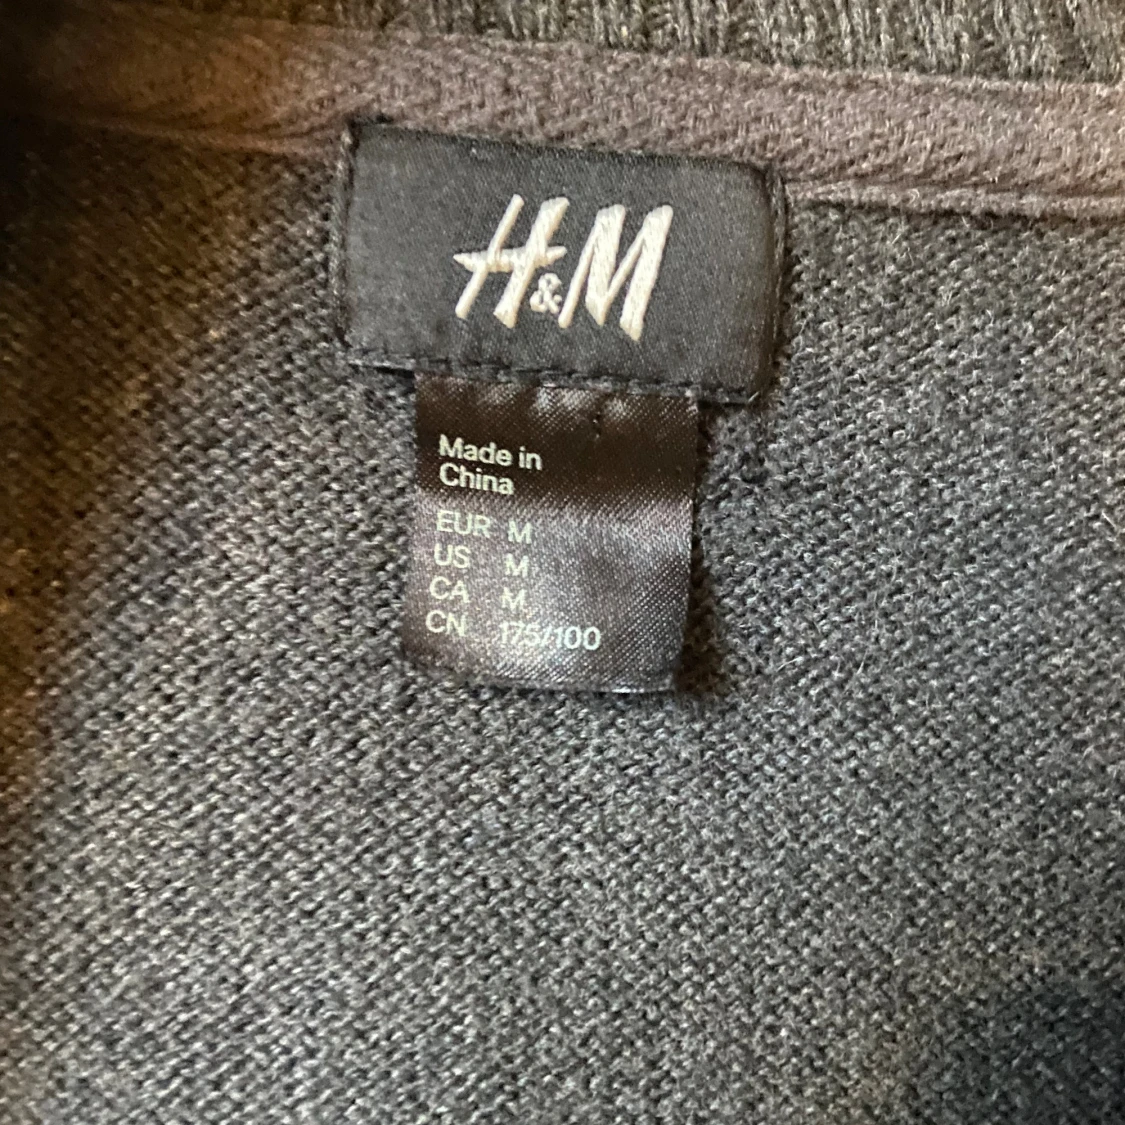 H&M
Made in
China
EUR M
US M
CA M
CN 175/100